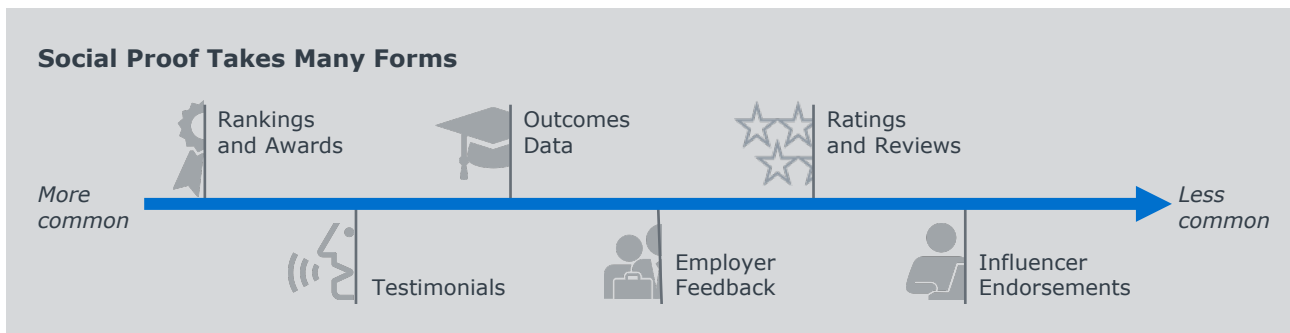 Social Proof Takes Many Forms
Rankings
and Awards
Outcomes
Data
Ratings
and Reviews
More
common
Less
common
Testimonials
Employer
Feedback
Influencer
Endorsements